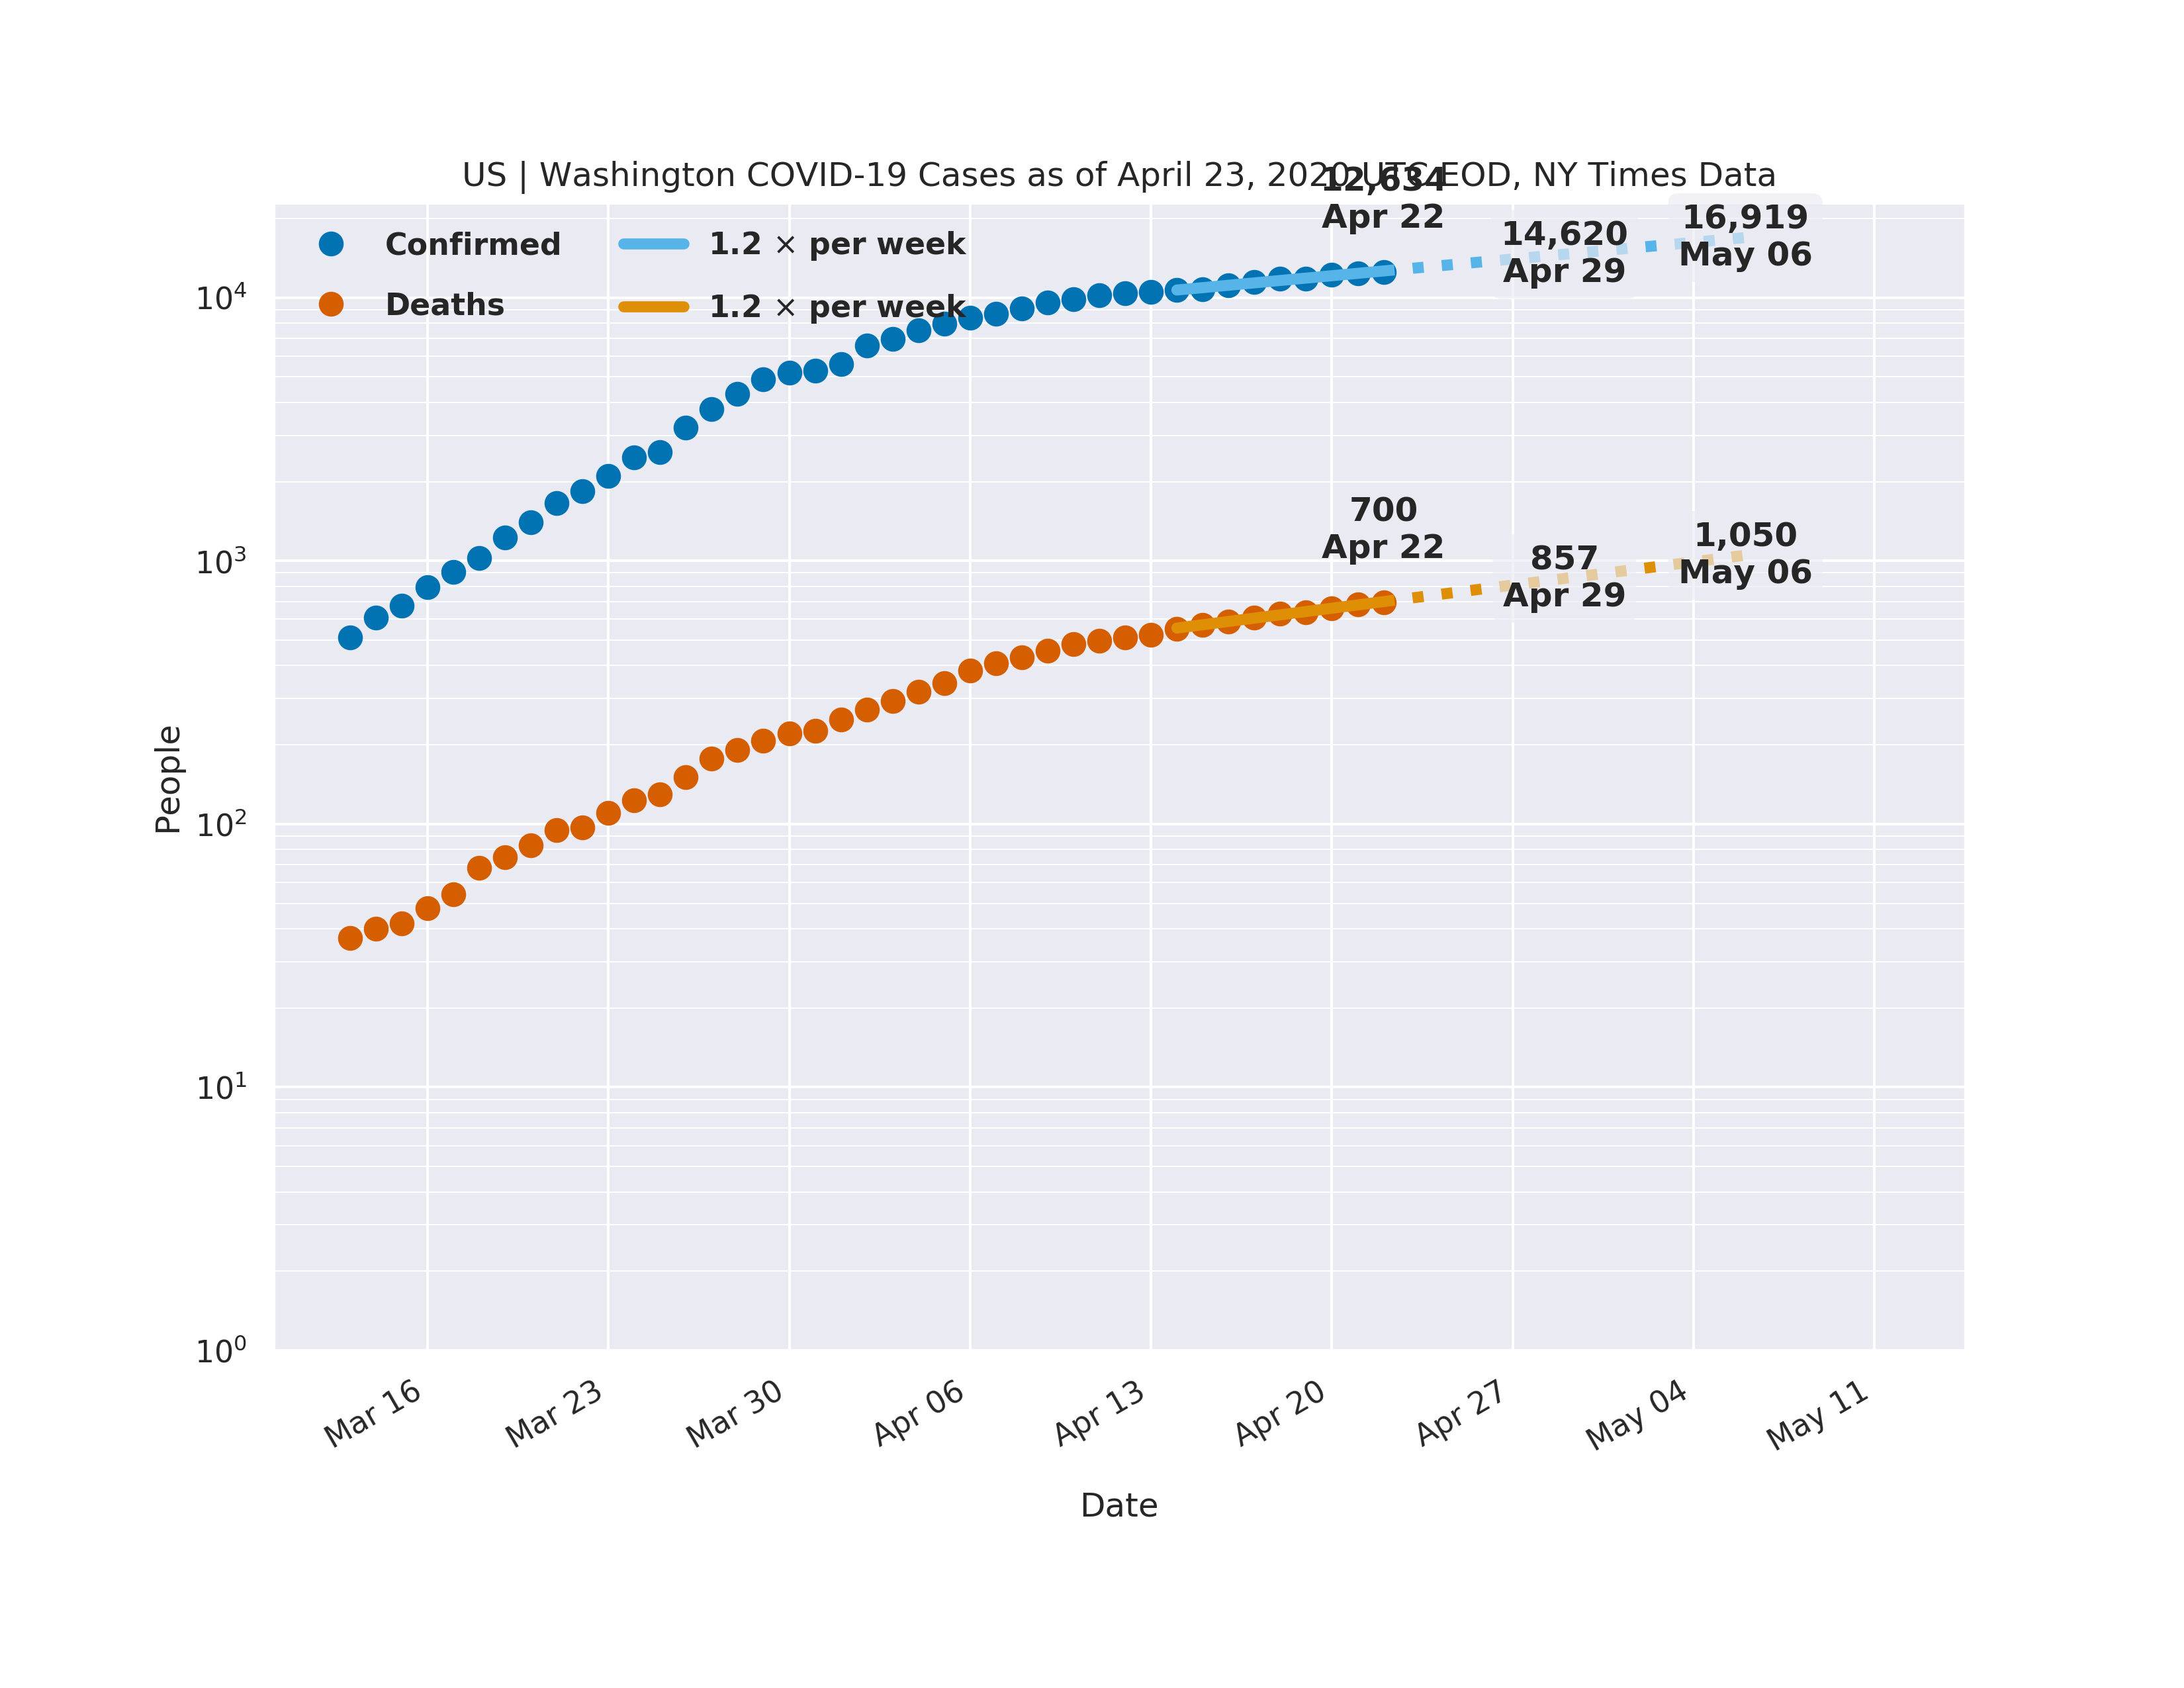 US | Washington COVID-19 Cases as of April 23, 2020 UTC EOD, NY Times Data
12,634
Apr 22
14,620
Apr 29
16,919
May 06
Confirmed
Deaths
1.2 × per week
1.2 × per week
700
Apr 22
857
Apr 29
1,050
May 06
People
10⁴
10³
10²
10¹
10⁰
Mar 16
Mar 23
Mar 30
Apr 06
Apr 13
Apr 20
Apr 27
May 04
May 11
Date